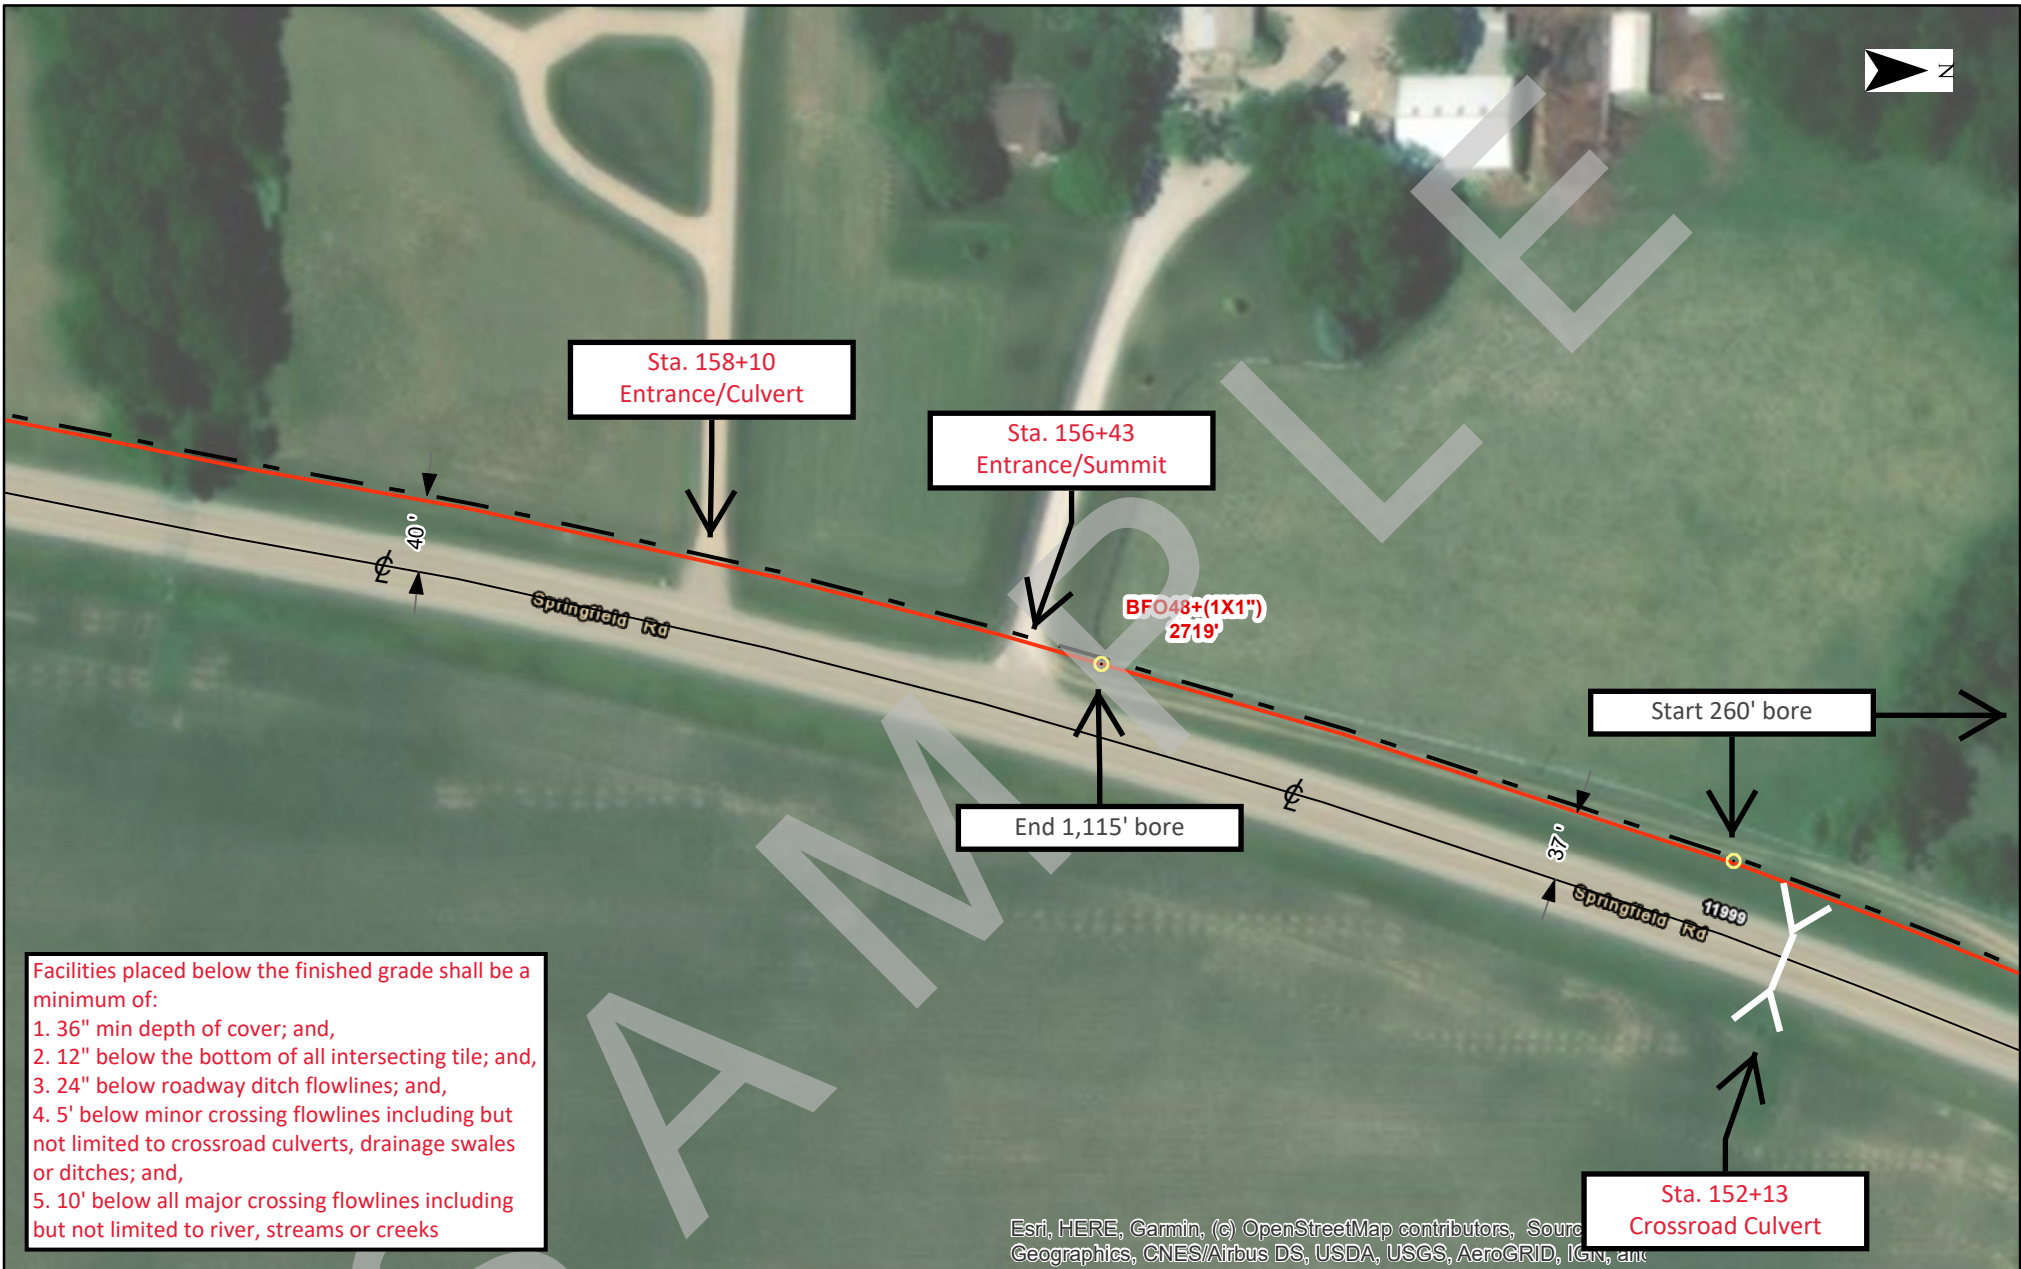 N
Sta. 158+10
Entrance/Culvert
Sta. 156+43
Entrance/Summit
40'
℄
Springfield Rd
BFO48+(1X1")
2719'
Start 260' bore
End 1,115' bore
℄
37'
Springfield Rd
11999
Facilities placed below the finished grade shall be a
minimum of:
1. 36" min depth of cover; and,
2. 12" below the bottom of all intersecting tile; and,
3. 24" below roadway ditch flowlines; and,
4. 5' below minor crossing flowlines including but
not limited to crossroad culverts, drainage swales
or ditches; and,
5. 10' below all major crossing flowlines including
but not limited to river, streams or creeks
Sta. 152+13
Crossroad Culvert
Esri, HERE, Garmin, (c) OpenStreetMap contributors, Sourc
Geographics, CNES/Airbus DS, USDA, USGS, AeroGRID, IGN, and
SAMPLE